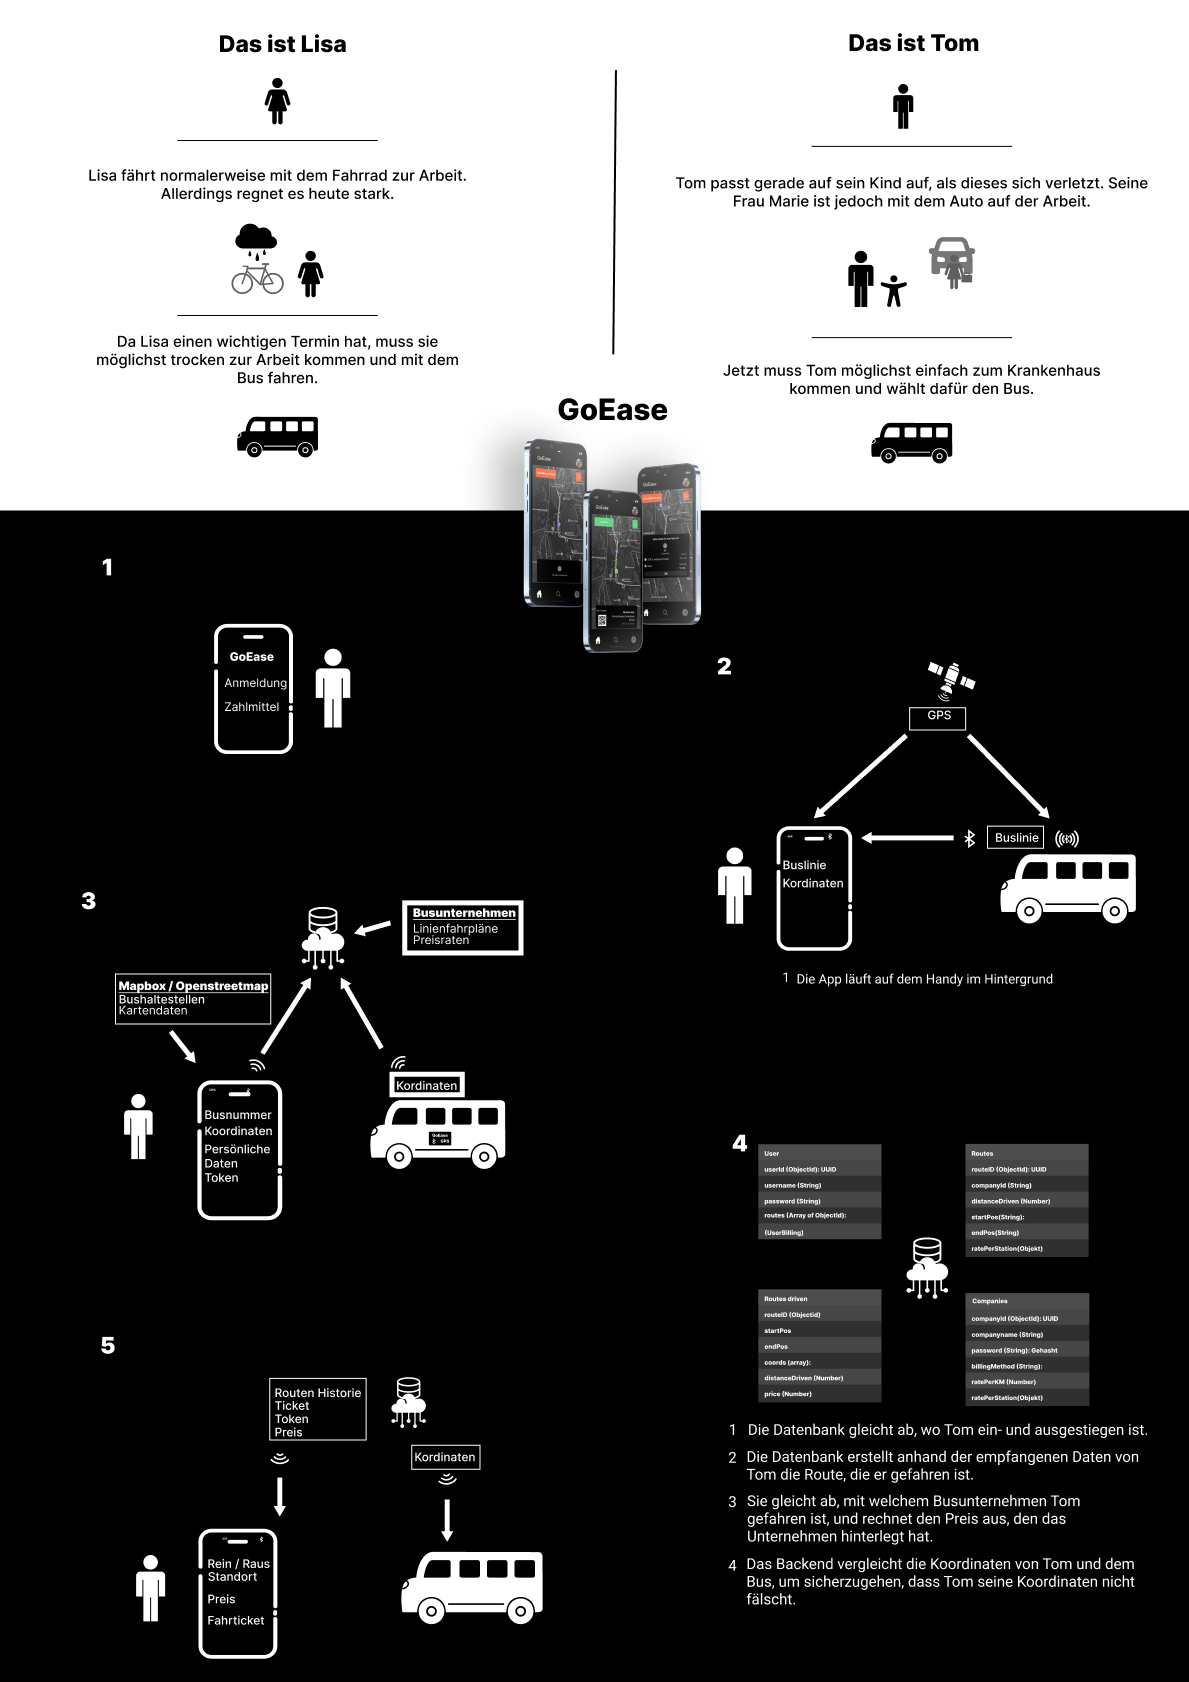 Das ist Lisa
Lisa fährt normalerweise mit dem Fahrrad zur Arbeit.
Allerdings regnet es heute stark.
Da Lisa einen wichtigen Termin hat, muss sie
möglichst trocken zur Arbeit kommen und mit dem
Bus fahren.
Das ist Tom
Tom passt gerade auf sein Kind auf, als dieses sich verletzt. Seine
Frau Marie ist jedoch mit dem Auto auf der Arbeit.
Jetzt muss Tom möglichst einfach zum Krankenhaus
kommen und wählt dafür den Bus.
GoEase
GoEase
GoEase
GoEase
1
GoEase
Anmeldung
Zahlmittel
2
GPS
Buslinie
Buslinie
Kordinaten
1 Die App läuft auf dem Handy im Hintergrund
3
Busunternehmen
Linienfahrpläne
Preisraten
Mapbox / Openstreetmap
Bushaltestellen
Kartendaten
Kordinaten
GPS
Busnummer
Koordinaten
Persönliche
Daten
Token
GoEase
GPS
4
User
userId (ObjectId): UUID
username (String)
password (String)
routes (Array of ObjectId):
(UserBilling)
Routes
routeID (ObjectId): UUID
companyId (String)
distanceDriven (Number)
startPos(String):
endPos(String)
ratePerStation(Objekt)
Routes driven
routeID (Objectid)
startPos
endPos
coords (array):
distanceDriven (Number)
price (Number)
Companies
companyId (ObjectId): UUID
companyname (String)
password (String): Gehasht
billingMethod (String):
ratePerKM (Number)
ratePerStation(Objekt)
1 Die Datenbank gleicht ab, wo Tom ein- und ausgestiegen ist.
2 Die Datenbank erstellt anhand der empfangenen Daten von
Tom die Route, die er gefahren ist.
3 Sie gleicht ab, mit welchem Busunternehmen Tom
gefahren ist, und rechnet den Preis aus, den das
Unternehmen hinterlegt hat.
4 Das Backend vergleicht die Koordinaten von Tom und dem
Bus, um sicherzugehen, dass Tom seine Koordinaten nicht
fälscht.
5
Routen Historie
Ticket
Token
Preis
Kordinaten
Rein / Raus
Standort
Preis
Fahrticket